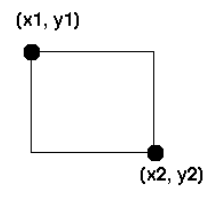 (x1, y1)
(x2, y2)